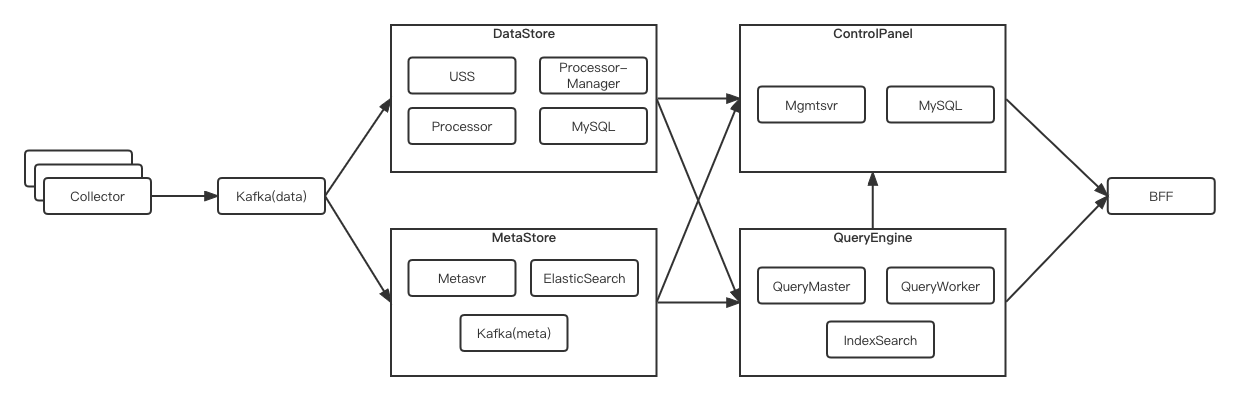 DataStore
USS
Processor-
Manager
Processor
MySQL
ControlPanel
Mgmtsvr
MySQL
Collector
Kafka(data)
BFF
MetaStore
Metasvr
ElasticSearch
Kafka(meta)
QueryEngine
QueryMaster
QueryWorker
IndexSearch